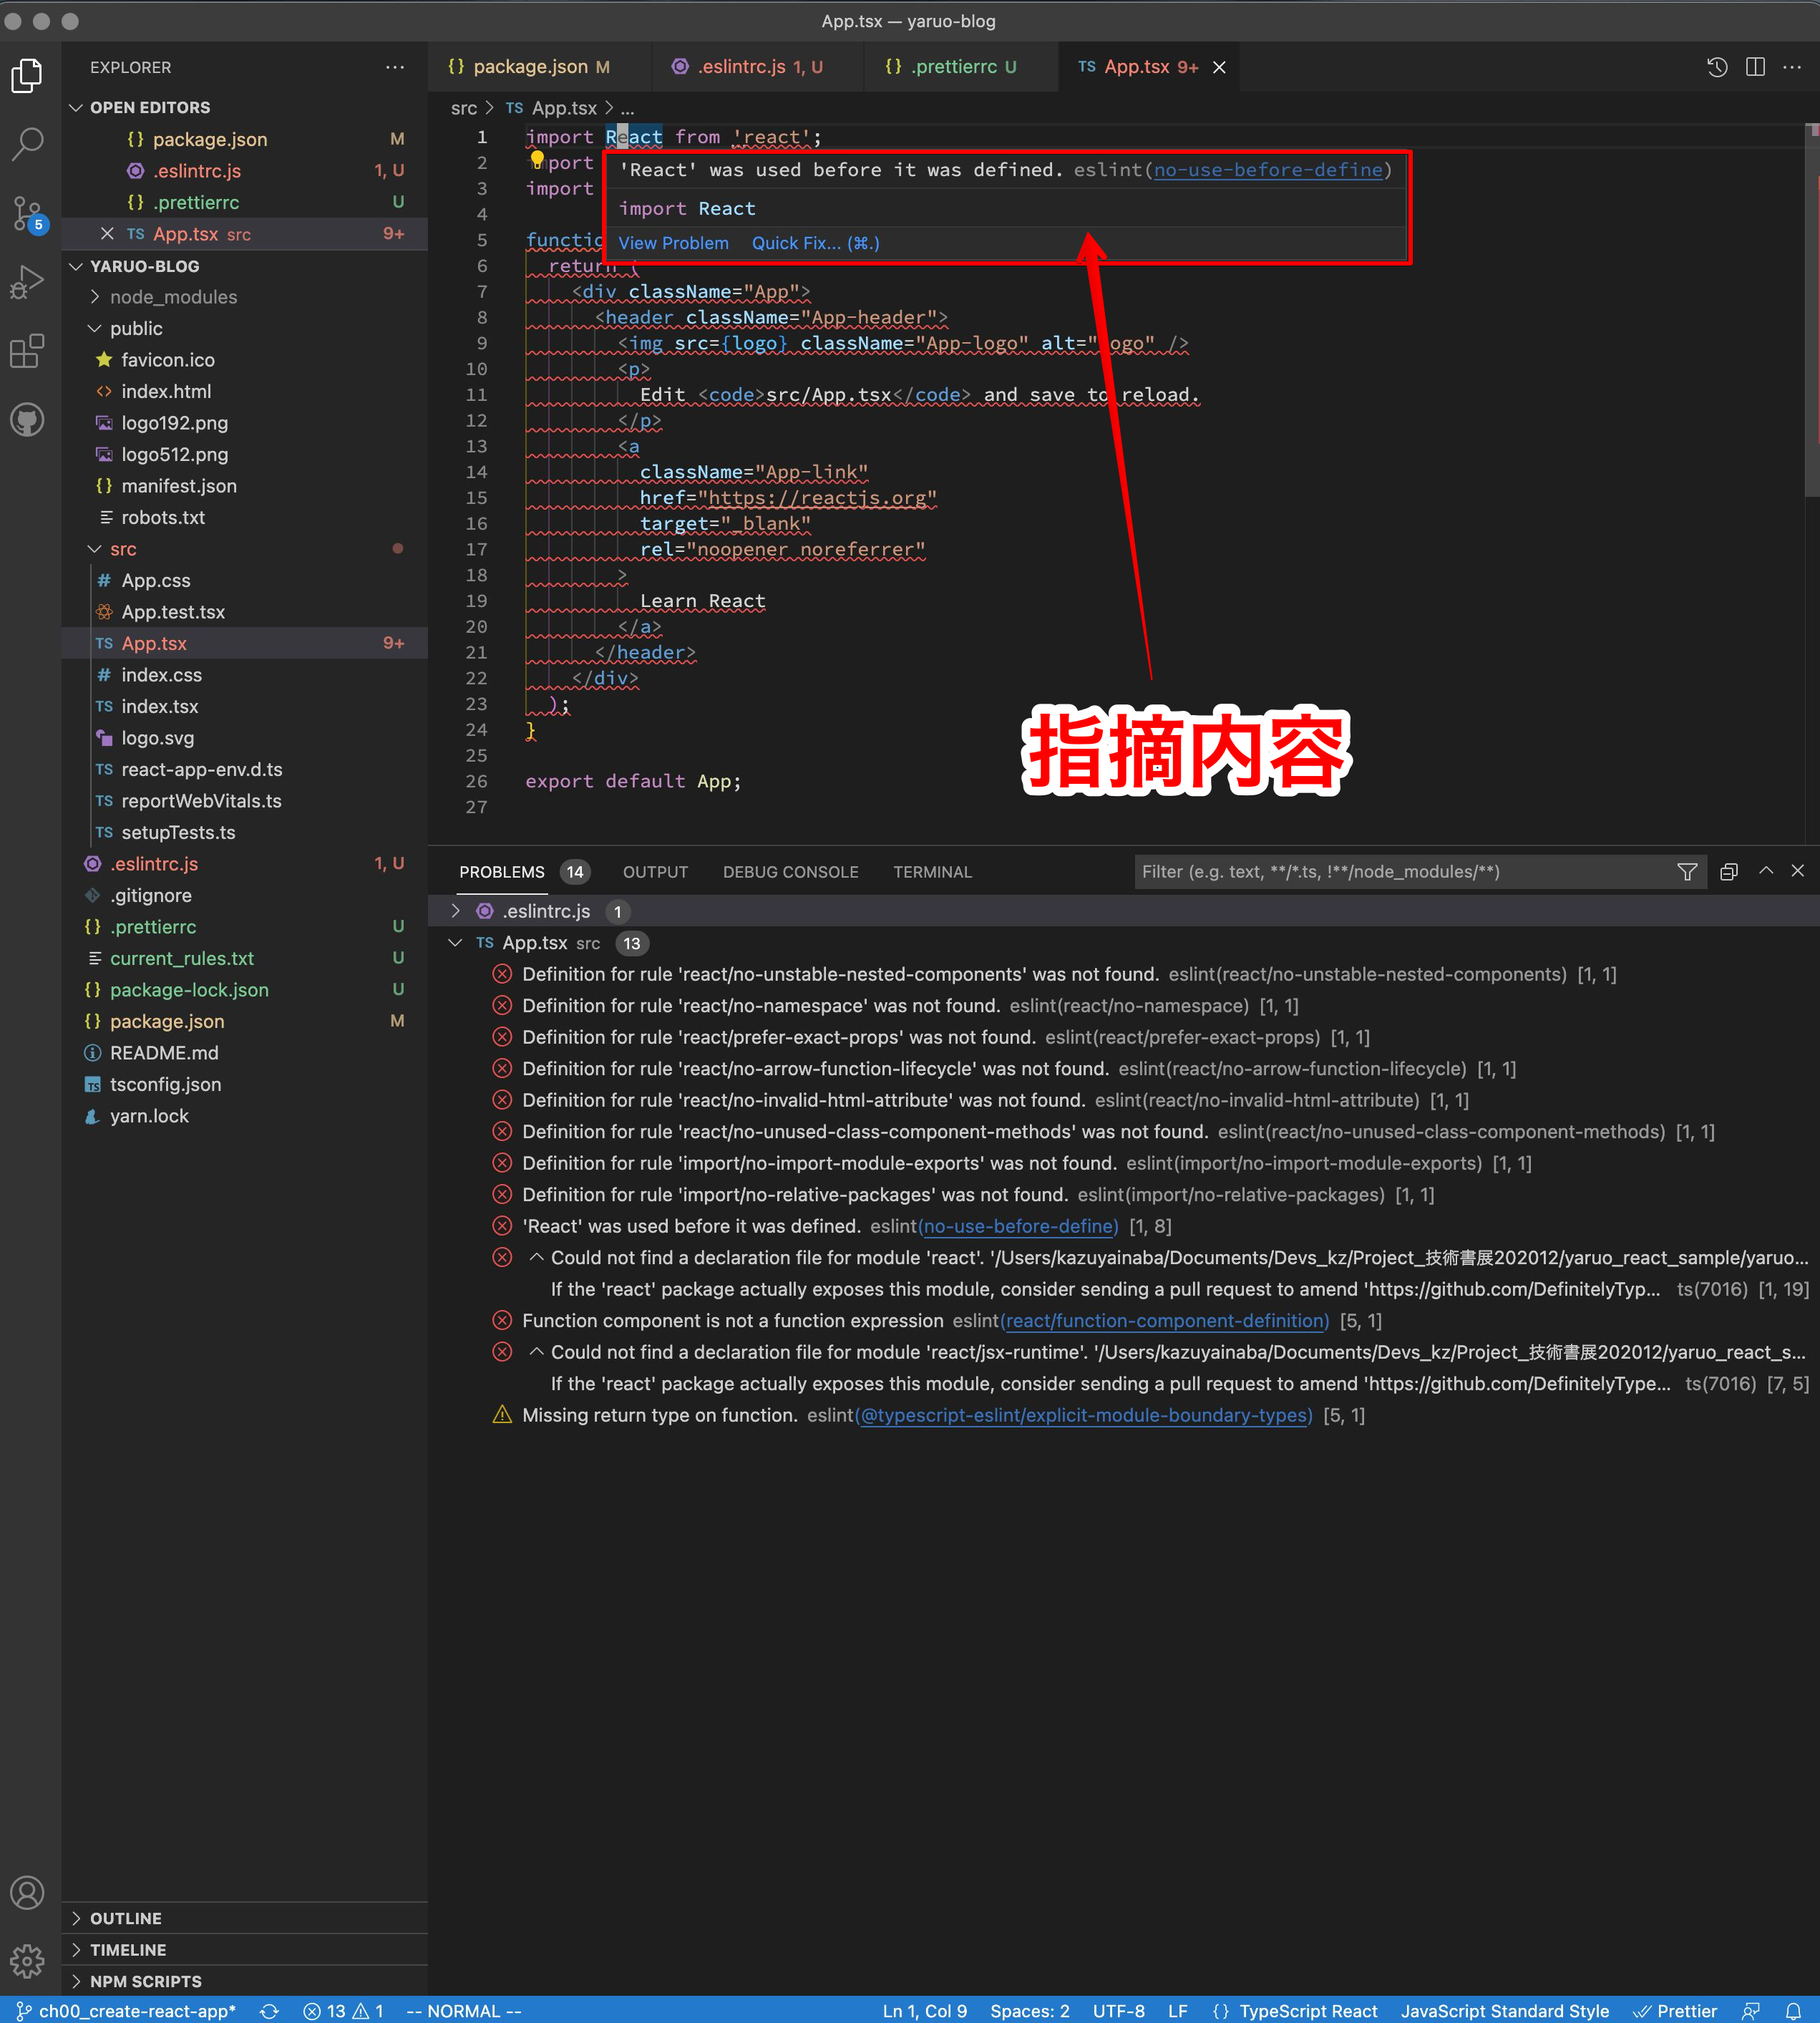 App.tsx — yaruo-blog
EXPLORER
OPEN EDITORS
{} package.json M
.eslintrc.js 1, U
{} .prettierrc U
TS App.tsx src 9+
YARUO-BLOG
node_modules
public
favicon.ico
<> index.html
logo192.png
logo512.png
{} manifest.json
robots.txt
src
# App.css
App.test.tsx
TS App.tsx 9+
# index.css
TS index.tsx
logo.svg
TS react-app-env.d.ts
TS reportWebVitals.ts
TS setupTests.ts
.eslintrc.js 1, U
.gitignore
{} .prettierrc U
current_rules.txt U
{} package-lock.json U
{} package.json M
README.md
TS tsconfig.json
yarn.lock
OUTLINE
TIMELINE
NPM SCRIPTS
5
{} package.json M
.eslintrc.js 1, U
{} .prettierrc U
TS App.tsx 9+
src > TS App.tsx > ...
1 import React from 'react';
2 import
3 import
4
5 functio
6 return (
7 <div className="App">
8 <header className="App-header">
9 <img src={logo} className="App-logo" alt="logo" />
10 <p>
11 Edit <code>src/App.tsx</code> and save to reload.
12 </p>
13 <a
14 className="App-link"
15 href="https://reactjs.org"
16 target="_blank"
17 rel="noopener noreferrer"
18 >
19 Learn React
20 </a>
21 </header>
22 </div>
23 );
24 }
25
26 export default App;
27
'React' was used before it was defined. eslint(no-use-before-define)
import React
View Problem Quick Fix... (⌘.)
指摘内容
PROBLEMS 14 OUTPUT DEBUG CONSOLE TERMINAL
Filter (e.g. text, **/*.ts, !**/node_modules/**)
.eslintrc.js 1
TS App.tsx src 13
Definition for rule 'react/no-unstable-nested-components' was not found. eslint(react/no-unstable-nested-components) [1, 1]
Definition for rule 'react/no-namespace' was not found. eslint(react/no-namespace) [1, 1]
Definition for rule 'react/prefer-exact-props' was not found. eslint(react/prefer-exact-props) [1, 1]
Definition for rule 'react/no-arrow-function-lifecycle' was not found. eslint(react/no-arrow-function-lifecycle) [1, 1]
Definition for rule 'react/no-invalid-html-attribute' was not found. eslint(react/no-invalid-html-attribute) [1, 1]
Definition for rule 'react/no-unused-class-component-methods' was not found. eslint(react/no-unused-class-component-methods) [1, 1]
Definition for rule 'import/no-import-module-exports' was not found. eslint(import/no-import-module-exports) [1, 1]
Definition for rule 'import/no-relative-packages' was not found. eslint(import/no-relative-packages) [1, 1]
'React' was used before it was defined. eslint(no-use-before-define) [1, 8]
Could not find a declaration file for module 'react'. '/Users/kazuyainaba/Documents/Devs_kz/Project_技術書展202012/yaruo_react_sample/yaruo...
If the 'react' package actually exposes this module, consider sending a pull request to amend 'https://github.com/DefinitelyTyp... ts(7016) [1, 19]
Function component is not a function expression eslint(react/function-component-definition) [5, 1]
Could not find a declaration file for module 'react/jsx-runtime'. '/Users/kazuyainaba/Documents/Devs_kz/Project_技術書展202012/yaruo_react_s...
If the 'react' package actually exposes this module, consider sending a pull request to amend 'https://github.com/DefinitelyType... ts(7016) [7, 5]
Missing return type on function. eslint(@typescript-eslint/explicit-module-boundary-types) [5, 1]
ch00_create-react-app* 13 1 -- NORMAL -- Ln 1, Col 9 Spaces: 2 UTF-8 LF {} TypeScript React JavaScript Standard Style Prettier